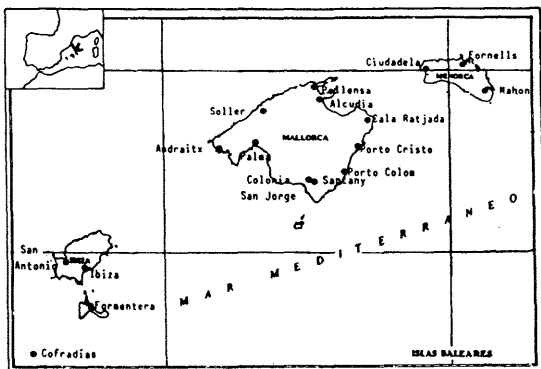 Fornells
Ciudadela
MENORCA
Mahon
Pollensa
Alcudia
Soller
Cala Ratjada
MALLORCA
Andraitx
Palma
Porto Cristo
Colonia
San Jorge
Santany
Porto Colom
MAR MEDITERRANEO
San
Antonio
IBIZA
Ibiza
Formentera
Cofradias
ISLAS BALEARES